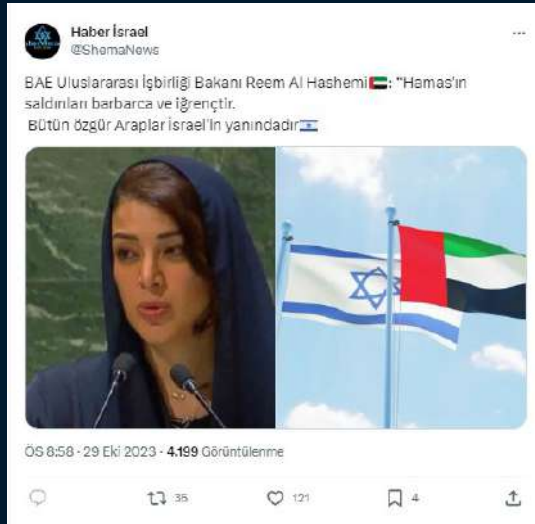 Haber İsrael
@ShemaNews
BAE Uluslararası İşbirliği Bakanı Reem Al Hashemi🇦🇪: "Hamas'ın
saldırıları barbarca ve iğrençtir.
Bütün özgür Araplar İsrael'in yanındadır🇮🇱
ÖS 8:58 · 29 Eki 2023 · 4.199 Görüntülenme
35
121
4